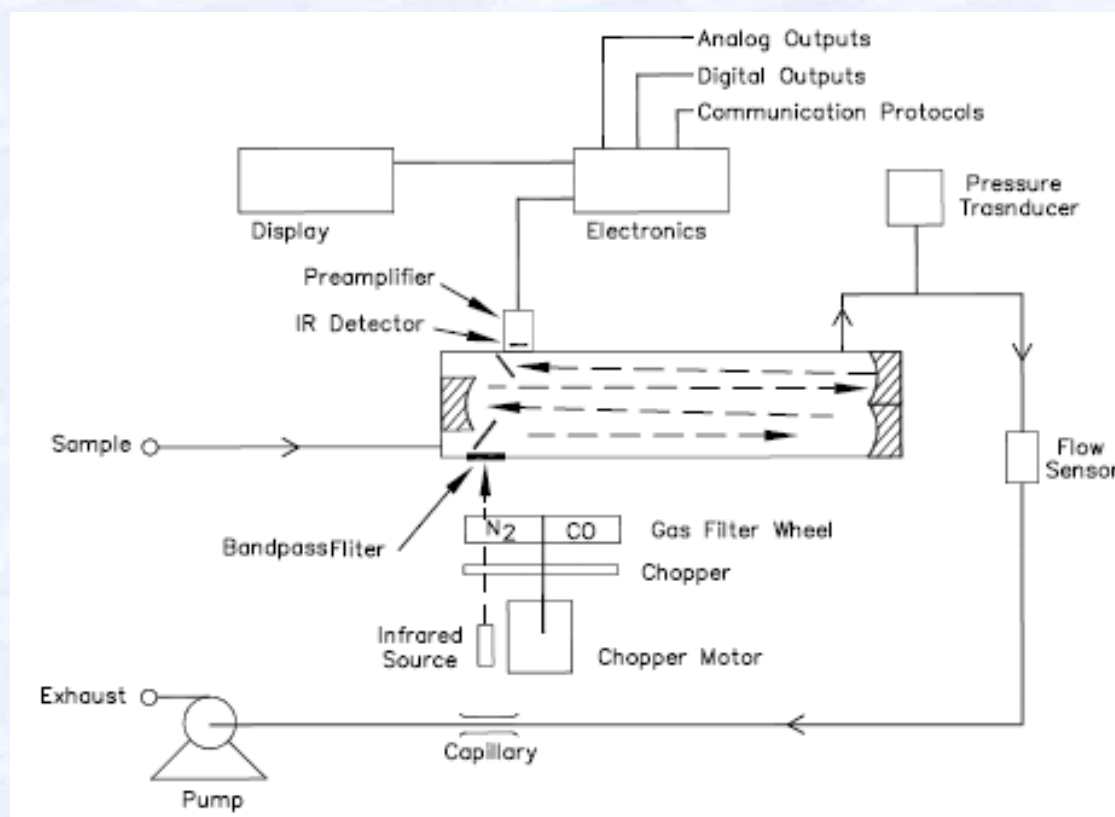 Analog Outputs
Digital Outputs
Communication Protocols
Display
Electronics
Pressure
Trasnducer
Preamplifier
IR Detector
Sample
Flow
Sensor
BandpassFliter
N2
CO
Gas Filter Wheel
Chopper
Infrared
Source
Chopper Motor
Exhaust
Capillary
Pump